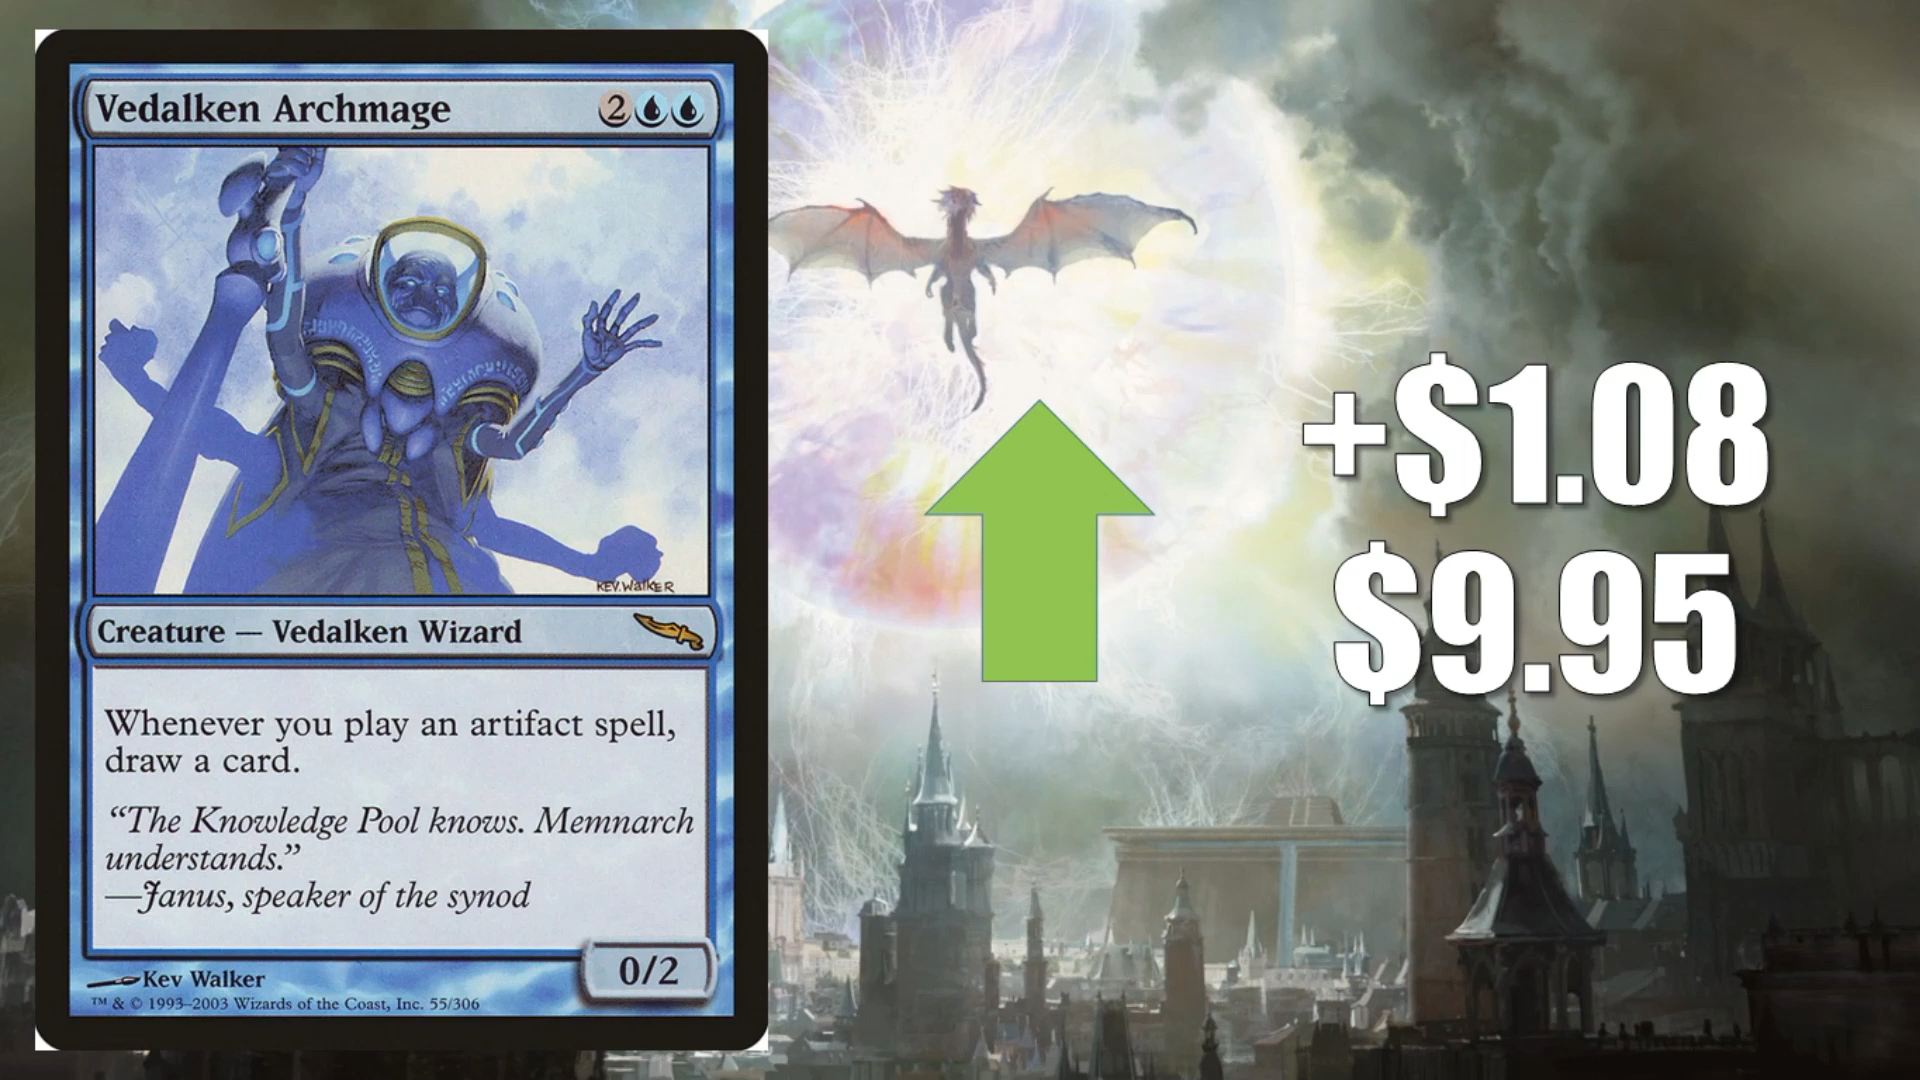 Vedalken Archmage
2
KEV. WALKER
Creature — Vedalken Wizard
Whenever you play an artifact spell,
draw a card.
“The Knowledge Pool knows. Memnarch
understands.”
—Janus, speaker of the synod
0/2
Kev Walker
™ & © 1993–2003 Wizards of the Coast, Inc. 55/306
+$1.08
$9.95